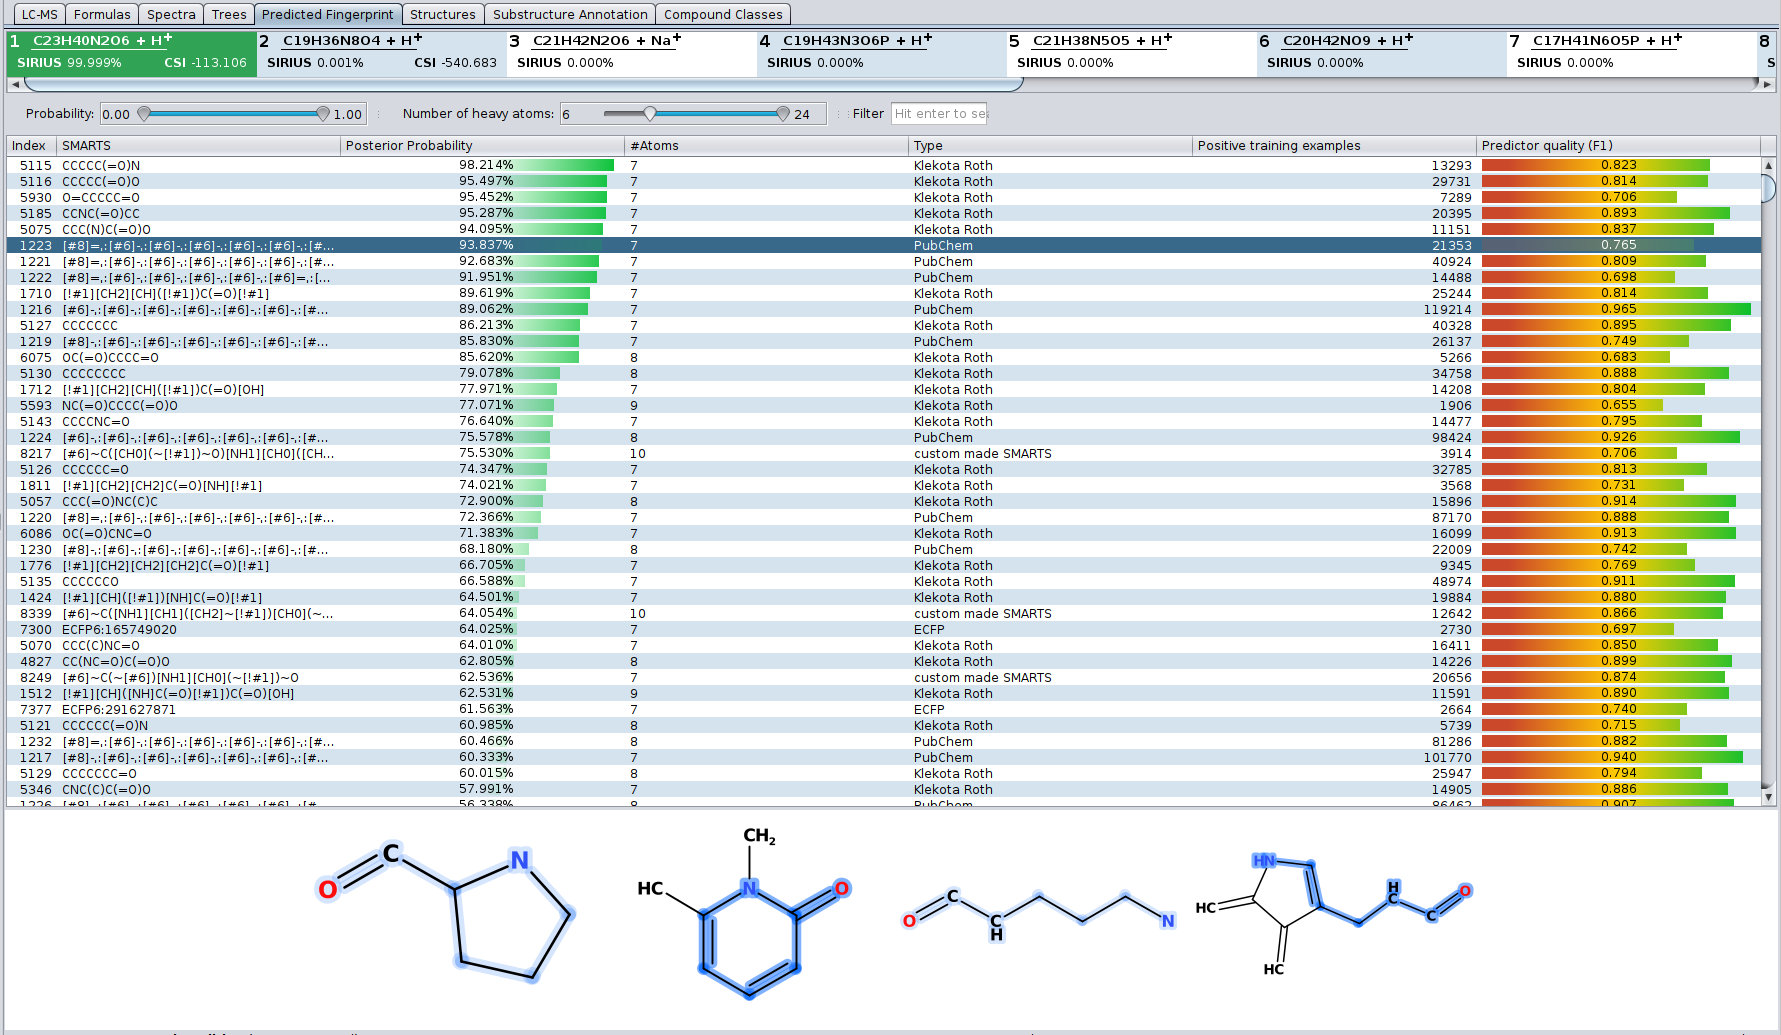 LC-MS Formulas Spectra Trees Predicted Fingerprint Structures Substructure Annotation Compound Classes
1 C23H40N2O6 + H+ 2 C19H36N8O4 + H+ 3 C21H42N2O6 + Na+ 4 C19H43N3O6P + H+ 5 C21H38N5O5 + H+ 6 C20H42NO9 + H+ 7 C17H41N6O5P + H+ 8
SIRIUS 99.999% CSI -113.106 SIRIUS 0.001% CSI -540.683 SIRIUS 0.000% SIRIUS 0.000% SIRIUS 0.000% SIRIUS 0.000% SIRIUS 0.000% S
Probability: 0.00 1.00 Number of heavy atoms: 6 24 Filter Hit enter to se
Index SMARTS Posterior Probability #Atoms Type Positive training examples Predictor quality (F1)
5115 CCCCC(=O)N 98.214% 7 Klekota Roth 13293 0.823
5116 CCCCC(=O)O 95.497% 7 Klekota Roth 29731 0.814
5930 O=CCCCC=O 95.452% 7 Klekota Roth 7289 0.706
5185 CCNC(=O)CC 95.287% 7 Klekota Roth 20395 0.893
5075 CCC(N)C(=O)O 94.095% 7 Klekota Roth 11151 0.837
1223 [#8]=,:[#6]-,:[#6]-,:[#6]-,:[#6]-,:[#6]-,:[#... 93.837% 7 PubChem 21353 0.765
1221 [#8]=,:[#6]-,:[#6]-,:[#6]-,:[#6]-,:[#6]-,:[#... 92.683% 7 PubChem 40924 0.809
1222 [#8]=,:[#6]-,:[#6]-,:[#6]-,:[#6]-,:[#6]=,:[... 91.951% 7 PubChem 14488 0.698
1710 [!#1][CH2][CH]([!#1])C(=O)[!#1] 89.619% 7 Klekota Roth 25244 0.814
1216 [#6]-,:[#6]-,:[#6]-,:[#6]-,:[#6]-,:[#6]-,:[#... 89.062% 7 PubChem 119214 0.965
5127 CCCCCCC 86.213% 7 Klekota Roth 40328 0.895
1219 [#8]-,:[#6]-,:[#6]-,:[#6]-,:[#6]-,:[#6]-,:[#... 85.830% 7 PubChem 26137 0.749
6075 OC(=O)CCCC=O 85.620% 8 Klekota Roth 5266 0.683
5130 CCCCCCCC 79.078% 8 Klekota Roth 34758 0.888
1712 [!#1][CH2][CH]([!#1])C(=O)[OH] 77.971% 7 Klekota Roth 14208 0.804
5593 NC(=O)CCCC(=O)O 77.071% 9 Klekota Roth 1906 0.655
5143 CCCCNC=O 76.640% 7 Klekota Roth 14477 0.795
1224 [#6]-,:[#6]-,:[#6]-,:[#6]-,:[#6]-,:[#6]-,:[#... 75.578% 8 PubChem 98424 0.926
8217 [#6]~C([CH0](~[!#1])~O)[NH1][CH0]([CH... 75.530% 10 custom made SMARTS 3914 0.706
5126 CCCCCC=O 74.347% 7 Klekota Roth 32785 0.813
1811 [!#1][CH2][CH2]C(=O)[NH][!#1] 74.021% 7 Klekota Roth 3568 0.731
5057 CCC(=O)NC(C)C 72.900% 8 Klekota Roth 15896 0.914
1220 [#8]=,:[#6]-,:[#6]-,:[#6]-,:[#6]-,:[#6]-,:[#... 72.366% 7 PubChem 87170 0.888
6086 OC(=O)CNC=O 71.383% 7 Klekota Roth 16099 0.913
1230 [#8]-,:[#6]-,:[#6]-,:[#6]-,:[#6]-,:[#6]-,:[#... 68.180% 8 PubChem 22009 0.742
1776 [!#1][CH2][CH2][CH2]C(=O)[!#1] 66.705% 7 Klekota Roth 9345 0.769
5135 CCCCCCO 66.588% 7 Klekota Roth 48974 0.911
1424 [!#1][CH]([!#1])[NH]C(=O)[!#1] 64.501% 7 Klekota Roth 19884 0.880
8339 [#6]~C([NH1][CH1]([CH2]~[!#1])[CH0](~... 64.054% 10 custom made SMARTS 12642 0.866
7300 ECFP6:165749020 64.025% 7 ECFP 2730 0.697
5070 CCC(C)NC=O 64.010% 7 Klekota Roth 16411 0.850
4827 CC(NC=O)C(=O)O 62.805% 8 Klekota Roth 14226 0.899
8249 [#6]~C(~[#6])[NH1][CH0](~[!#1])~O 62.536% 7 custom made SMARTS 20656 0.874
1512 [!#1][CH]([NH]C(=O)[!#1])C(=O)[OH] 62.531% 9 Klekota Roth 11591 0.890
7377 ECFP6:291627871 61.563% 7 ECFP 2664 0.740
5121 CCCCCC(=O)N 60.985% 8 Klekota Roth 5739 0.715
1232 [#8]=,:[#6]-,:[#6]-,:[#6]-,:[#6]-,:[#6]-,:[#... 60.466% 8 PubChem 81286 0.882
1217 [#8]-,:[#6]-,:[#6]-,:[#6]-,:[#6]-,:[#6]-,:[#... 60.333% 7 PubChem 101770 0.940
5129 CCCCCCC=O 60.015% 8 Klekota Roth 25947 0.794
5346 CNC(C)C(=O)O 57.991% 7 Klekota Roth 14905 0.886
1226 [#8]-,:[#6]-,:[#6]-,:[#6]-,:[#6]-,:[#6]-,:[#... 56.338% 8 PubChem 86462 0.907
O C N
CH2 HC N O
O C H N
HN HC HC H C C O